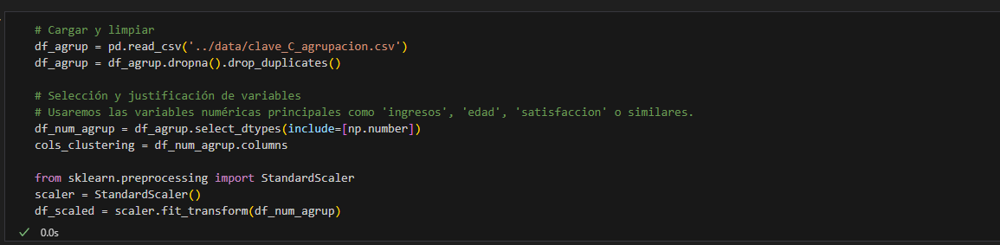 # Cargar y limpiar
df_agrup = pd.read_csv('../data/clave_C_agrupacion.csv')
df_agrup = df_agrup.dropna().drop_duplicates()
# Selección y justificación de variables
# Usaremos las variables numéricas principales como 'ingresos', 'edad', 'satisfaccion' o similares.
df_num_agrup = df_agrup.select_dtypes(include=[np.number])
cols_clustering = df_num_agrup.columns
from sklearn.preprocessing import StandardScaler
scaler = StandardScaler()
df_scaled = scaler.fit_transform(df_num_agrup)
0.0s